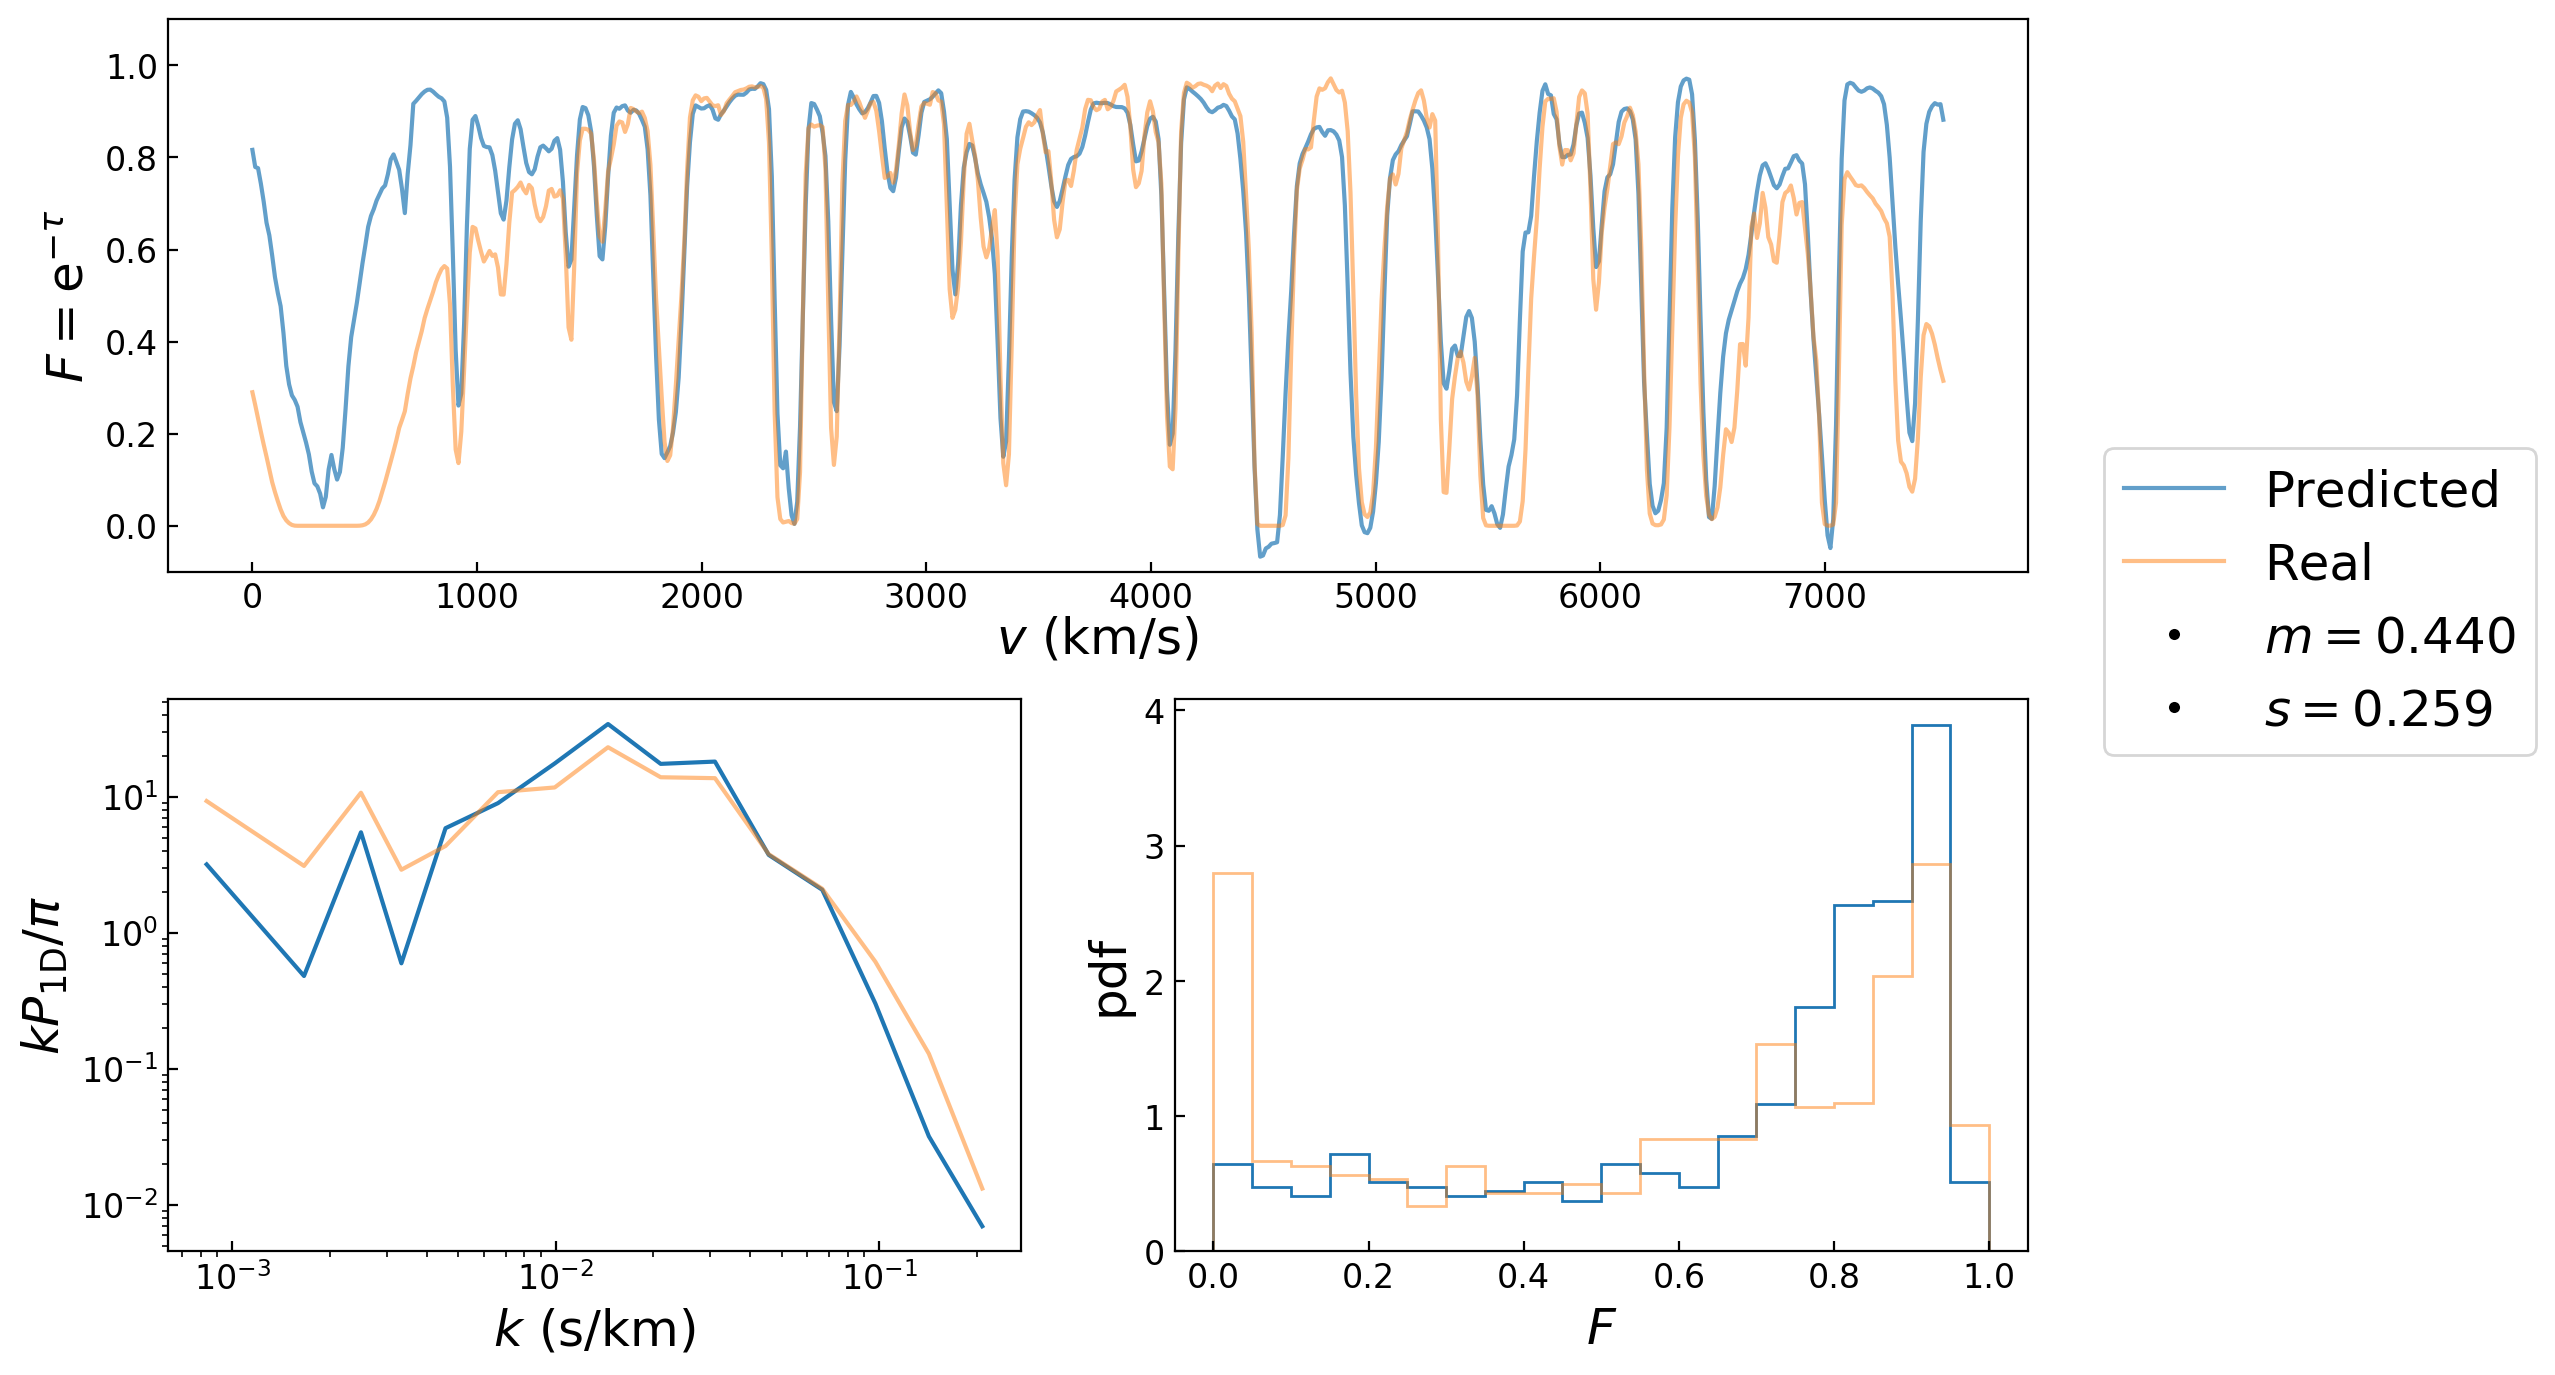 1.0
0.8
0.6
0.4
0.2
0.0
F = e^{−τ}
0 1000 2000 3000 4000 5000 6000 7000
v (km/s)
Predicted
Real
m = 0.440
s = 0.259
10^1
10^0
10^{−1}
10^{−2}
kP_{1D}/π
10^{−3} 10^{−2} 10^{−1}
k (s/km)
4
3
2
1
0
pdf
0.0 0.2 0.4 0.6 0.8 1.0
F